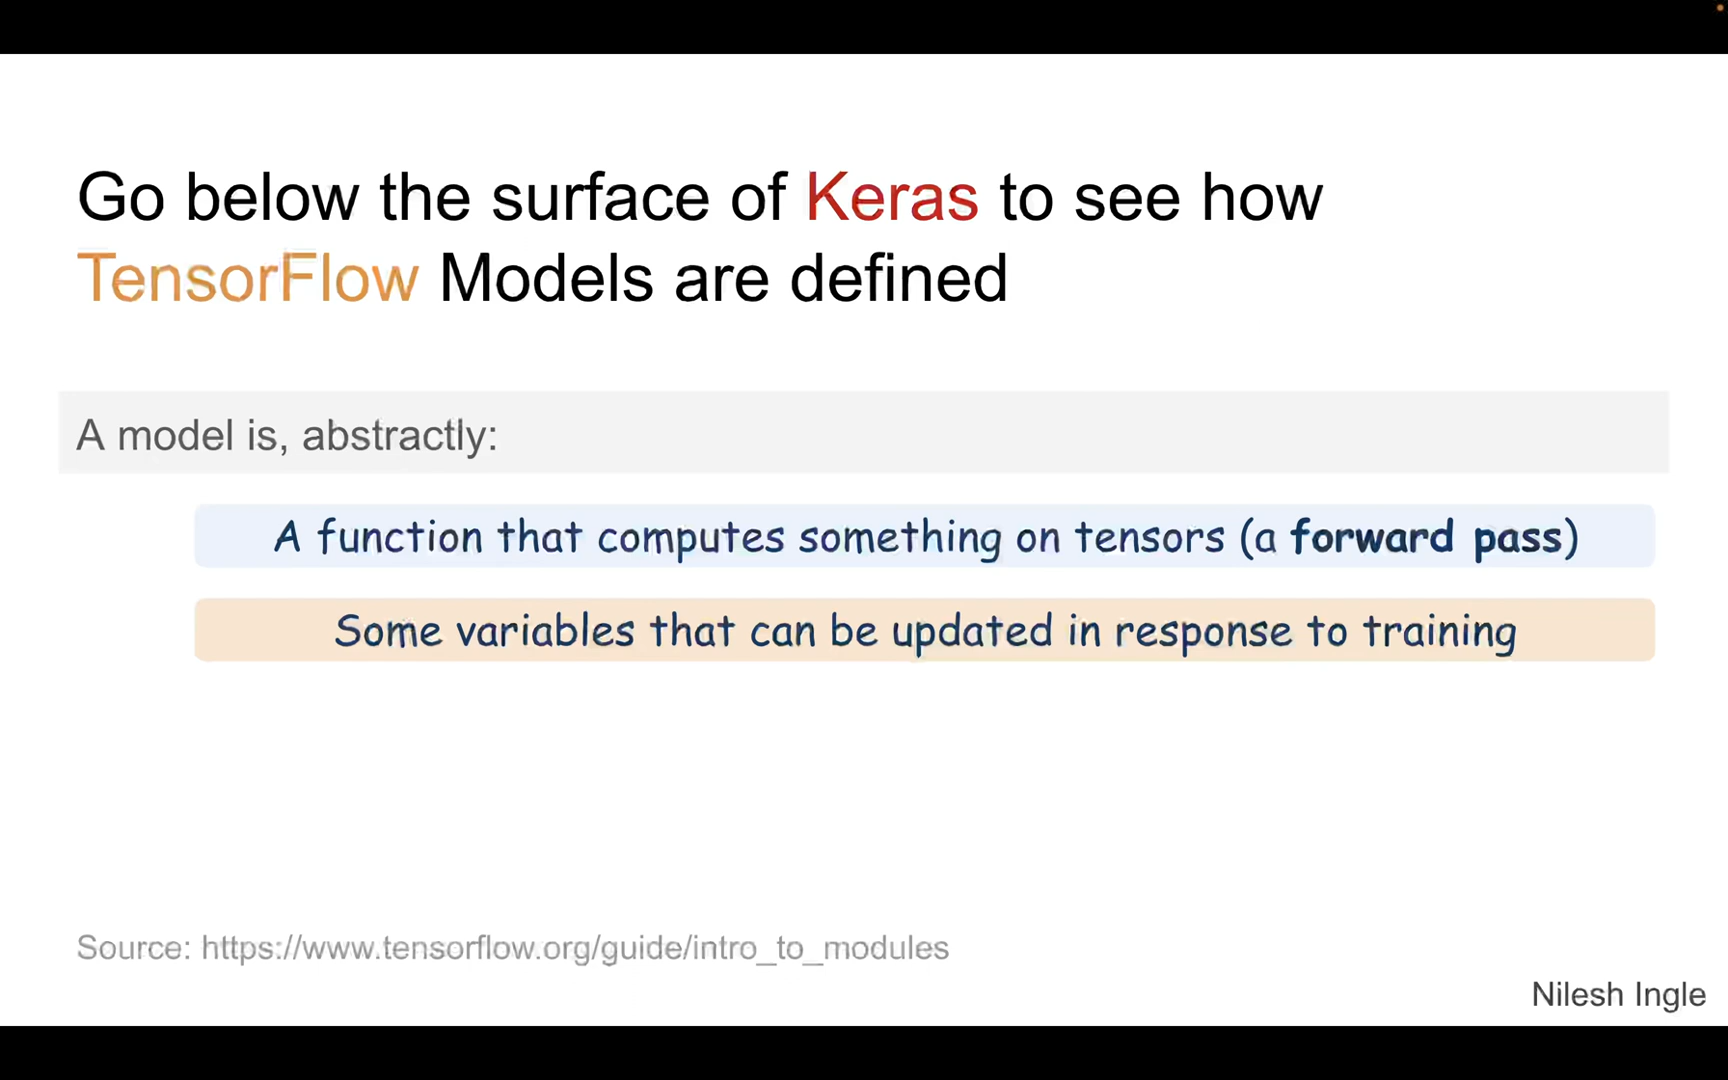 Go below the surface of Keras to see how
TensorFlow Models are defined
A model is, abstractly:
A function that computes something on tensors (a forward pass)
Some variables that can be updated in response to training
Source: https://www.tensorflow.org/guide/intro_to_modules
Nilesh Ingle